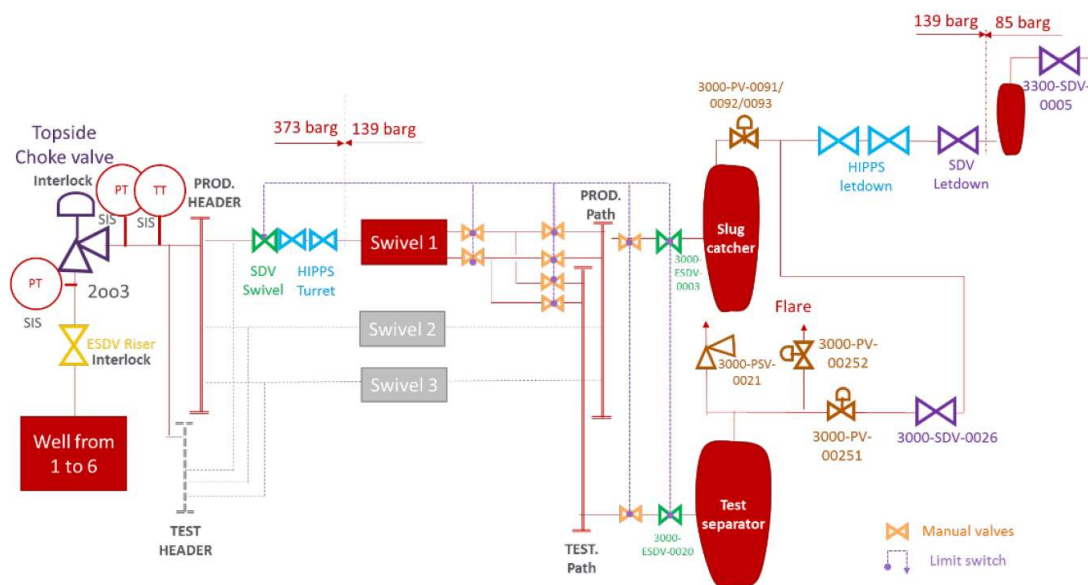 139 barg
85 barg
3000-PV-0091/
0092/0093
3300-SDV-
0005
Topside
Choke valve
Interlock
PT
TT
SIS
SIS
PROD.
HEADER
373 barg
139 barg
PROD.
Path
HIPPS
letdown
SDV
Letdown
Swivel 1
Slug
catcher
SDV
Swivel
HIPPS
Turret
3000-
ESDV-
0003
PT
SIS
2oo3
ESDV Riser
Interlock
Swivel 2
Swivel 3
Flare
3000-PSV-
0021
3000-PV-
00252
3000-PV-
00251
3000-SDV-0026
Well from
1 to 6
TEST
HEADER
TEST.
Path
3000-
ESDV-0020
Test
separator
Manual valves
Limit switch